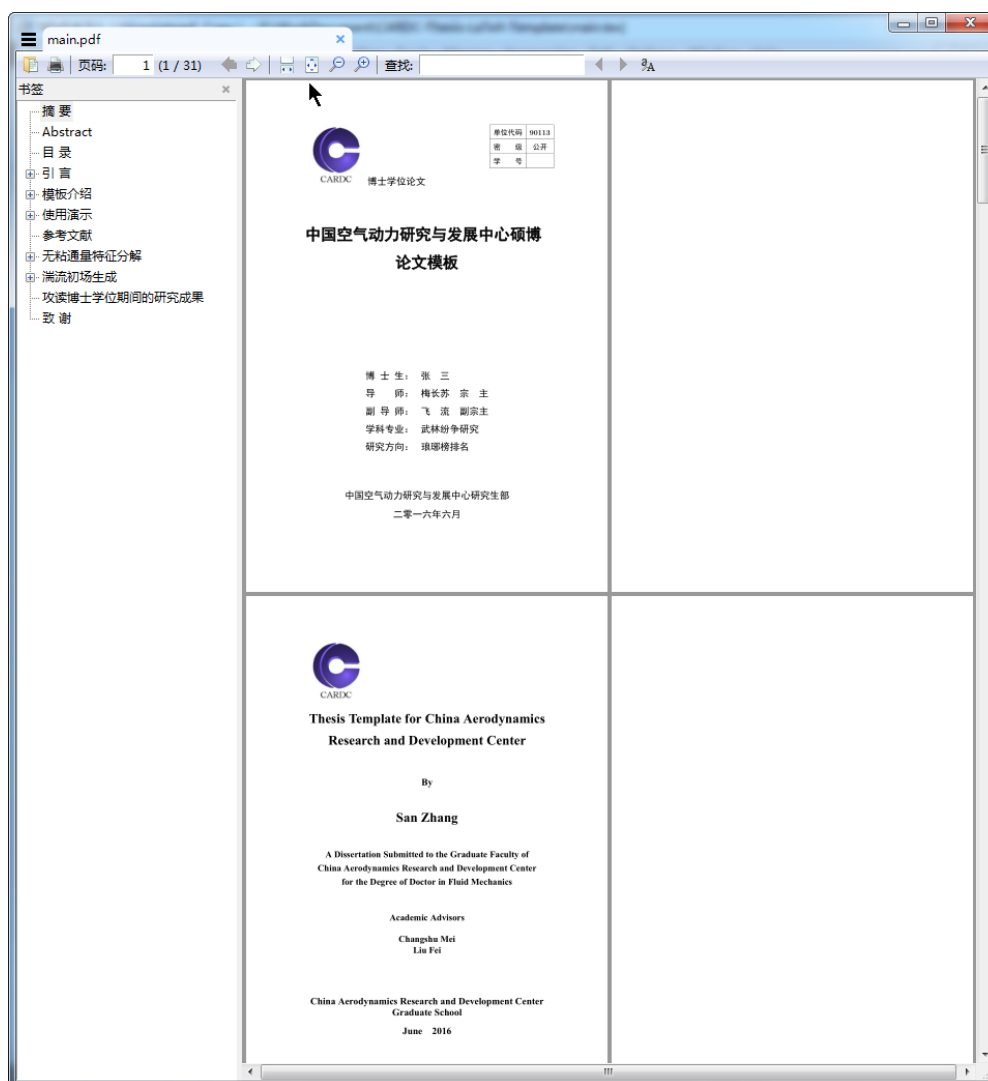 main.pdf
页码: 1 (1 / 31) 查找:
书签
摘 要
Abstract
目 录
引 言
模板介绍
使用演示
参考文献
无粘通量特征分解
湍流初场生成
攻读博士学位期间的研究成果
致 谢
单位代码 90113
密 级 公开
学 号
CARDC 博士学位论文
中国空气动力研究与发展中心硕博
论文模板
博 士 生: 张 三
导 师: 梅长苏 宗 主
副 导 师: 飞 流 副宗主
学科专业: 武林纷争研究
研究方向: 琅琊榜排名
中国空气动力研究与发展中心研究生部
二零一六年六月
CARDC
Thesis Template for China Aerodynamics
Research and Development Center
By
San Zhang
A Dissertation Submitted to the Graduate Faculty of
China Aerodynamics Research and Development Center
for the Degree of Doctor in Fluid Mechanics
Academic Advisors
Changshu Mei
Liu Fei
China Aerodynamics Research and Development Center
Graduate School
June 2016